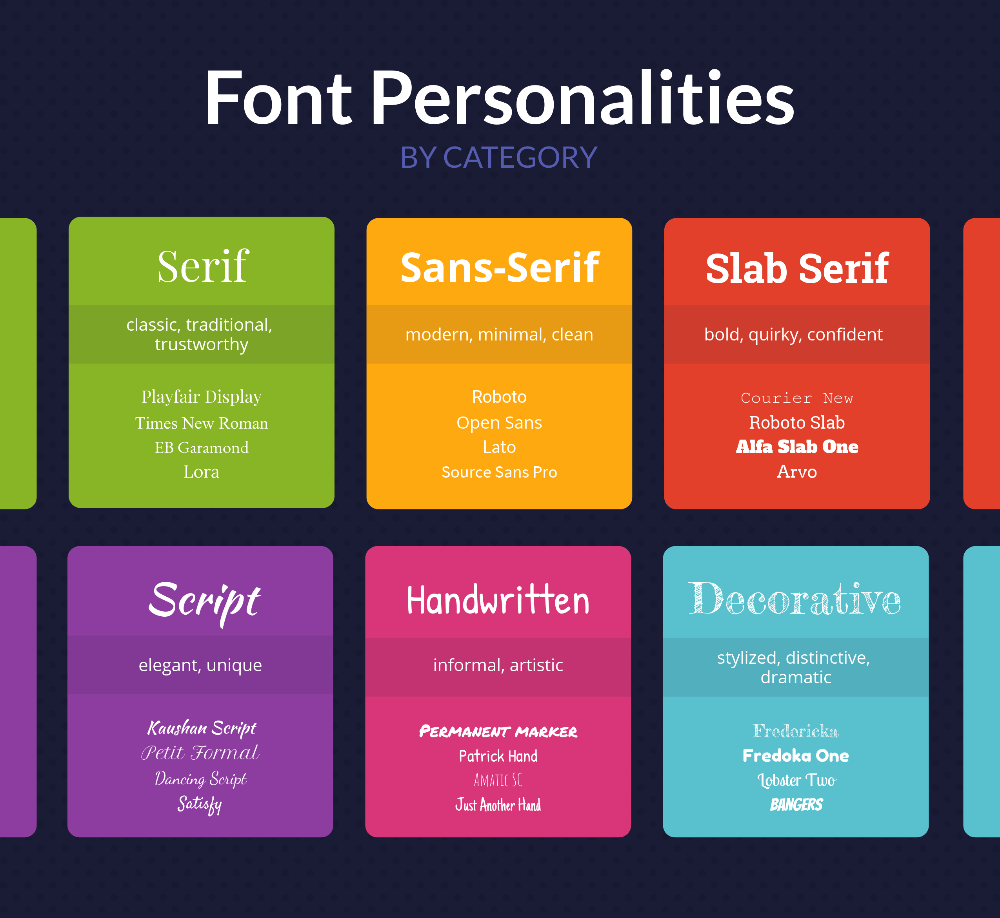 Font Personalities
BY CATEGORY
Serif
classic, traditional,
trustworthy
Playfair Display
Times New Roman
EB Garamond
Lora
Sans-Serif
modern, minimal, clean
Roboto
Open Sans
Lato
Source Sans Pro
Slab Serif
bold, quirky, confident
Courier New
Roboto Slab
Alfa Slab One
Arvo
Script
elegant, unique
Kaushan Script
Petit Formal
Dancing Script
Satisfy
Handwritten
informal, artistic
PERMANENT MARKER
Patrick Hand
AMATIC SC
Just Another Hand
Decorative
stylized, distinctive,
dramatic
Fredericka
Fredoka One
Lobster Two
BANGERS